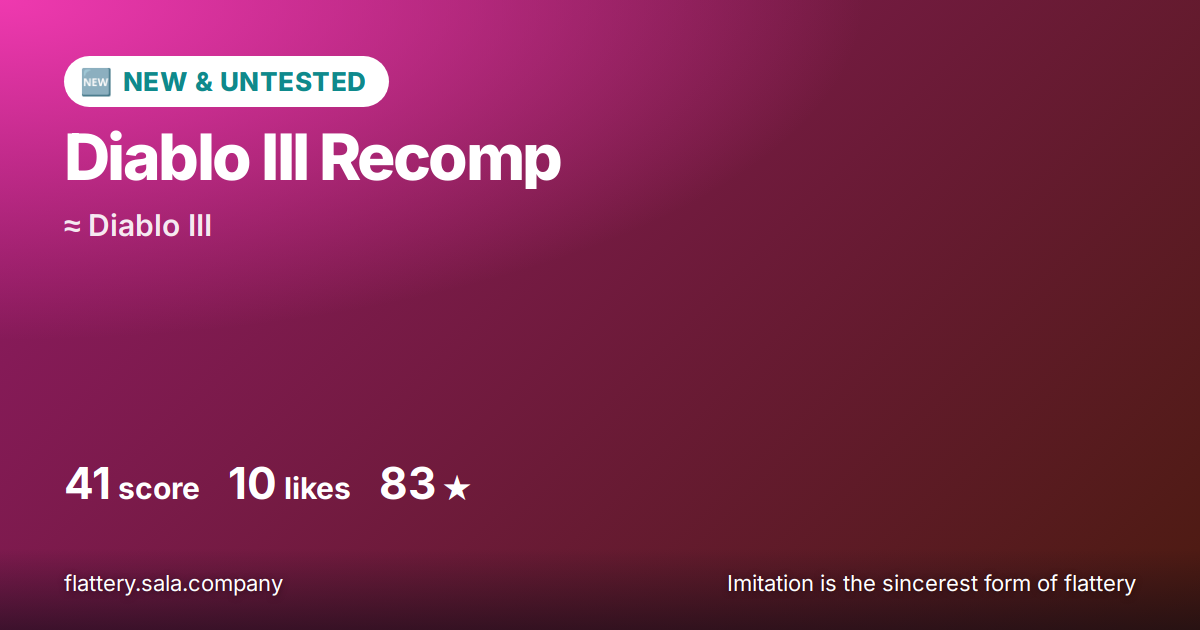 🆕 NEW & UNTESTED
Diablo III Recomp
≈ Diablo III
41 score 10 likes 83 ★
flattery.sala.company
Imitation is the sincerest form of flattery